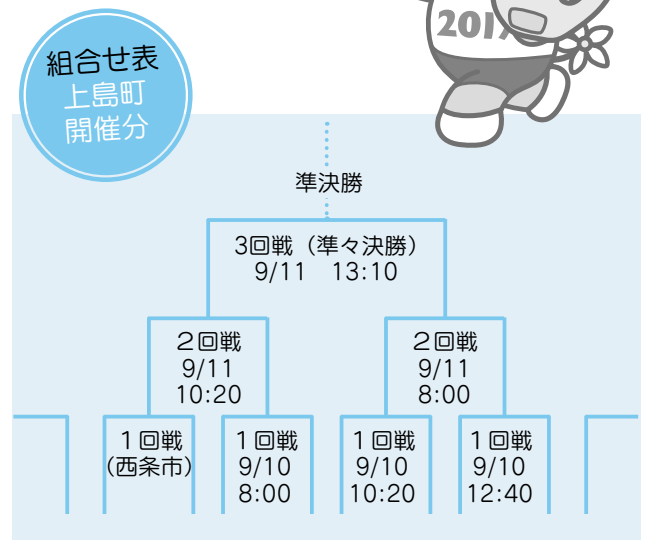 2017
組合せ表
上島町
開催分
準決勝
3回戦（準々決勝）
9/11　13:10
２回戦
9/11
10:20
２回戦
9/11
8:00
１回戦
(西条市)
１回戦
9/10
8:00
１回戦
9/10
10:20
１回戦
9/10
12:40